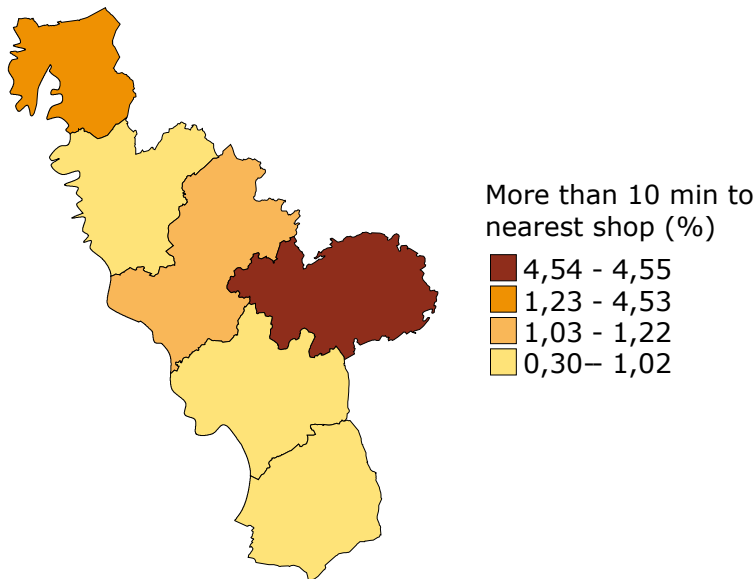 More than 10 min to
nearest shop (%)
4,54 - 4,55
1,23 - 4,53
1,03 - 1,22
0,30– 1,02